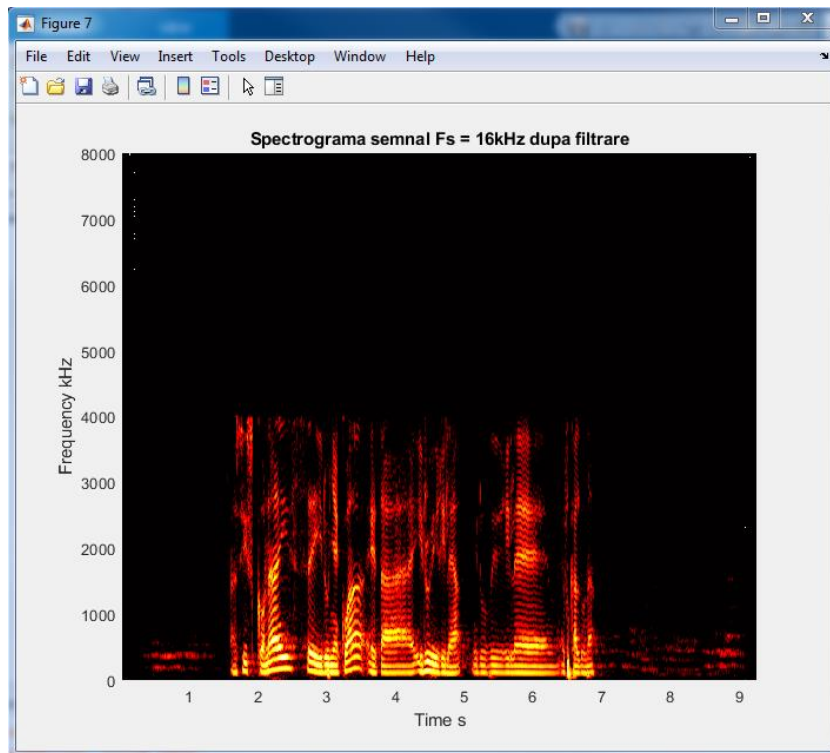 Figure 7
File Edit View Insert Tools Desktop Window Help
Spectrograma semnal Fs = 16kHz dupa filtrare
8000
7000
6000
5000
4000
3000
2000
1000
0
Frequency kHz
1 2 3 4 5 6 7 8 9
Time s